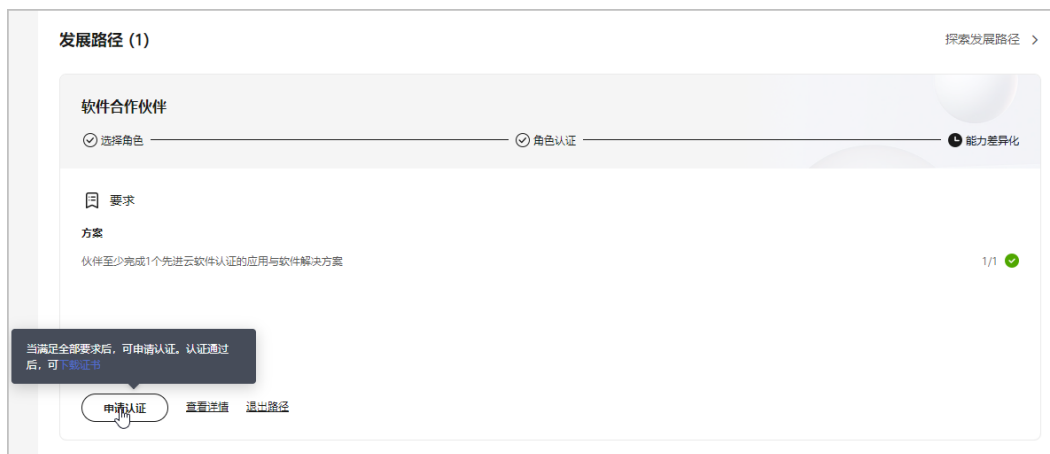 发展路径 (1)
探索发展路径
软件合作伙伴
选择角色
角色认证
能力差异化
要求
方案
伙伴至少完成1个先进云软件认证的应用与软件解决方案
1/1
当满足全部要求后，可申请认证。认证通过
后，可下载证书
申请认证
查看详情
退出路径